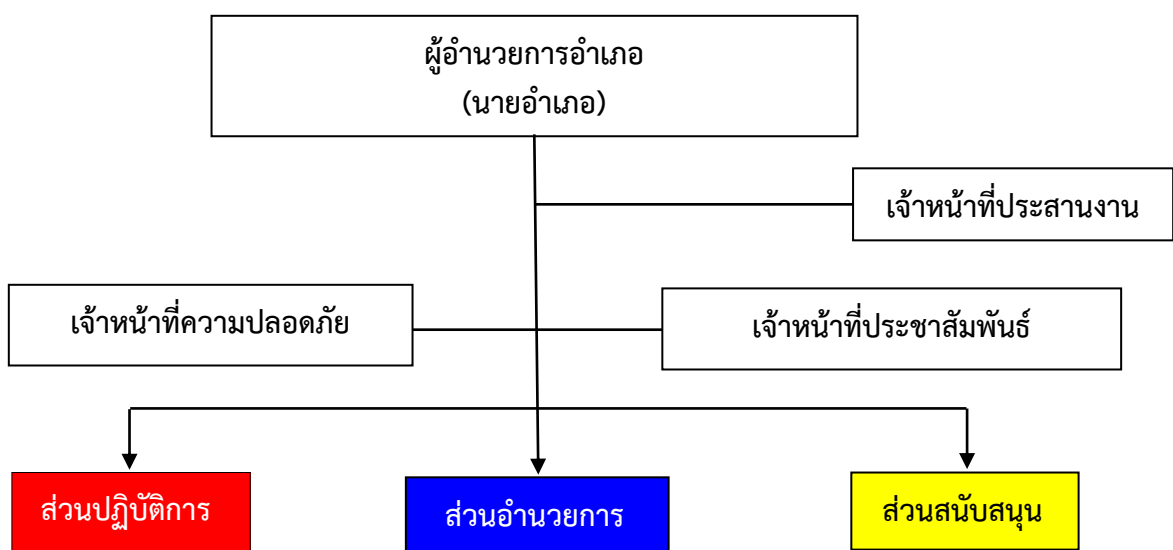 ผู้อำนวยการอำเภอ
(นายอำเภอ)
เจ้าหน้าที่ประสานงาน
เจ้าหน้าที่ความปลอดภัย
เจ้าหน้าที่ประชาสัมพันธ์
ส่วนปฏิบัติการ
ส่วนอำนวยการ
ส่วนสนับสนุน